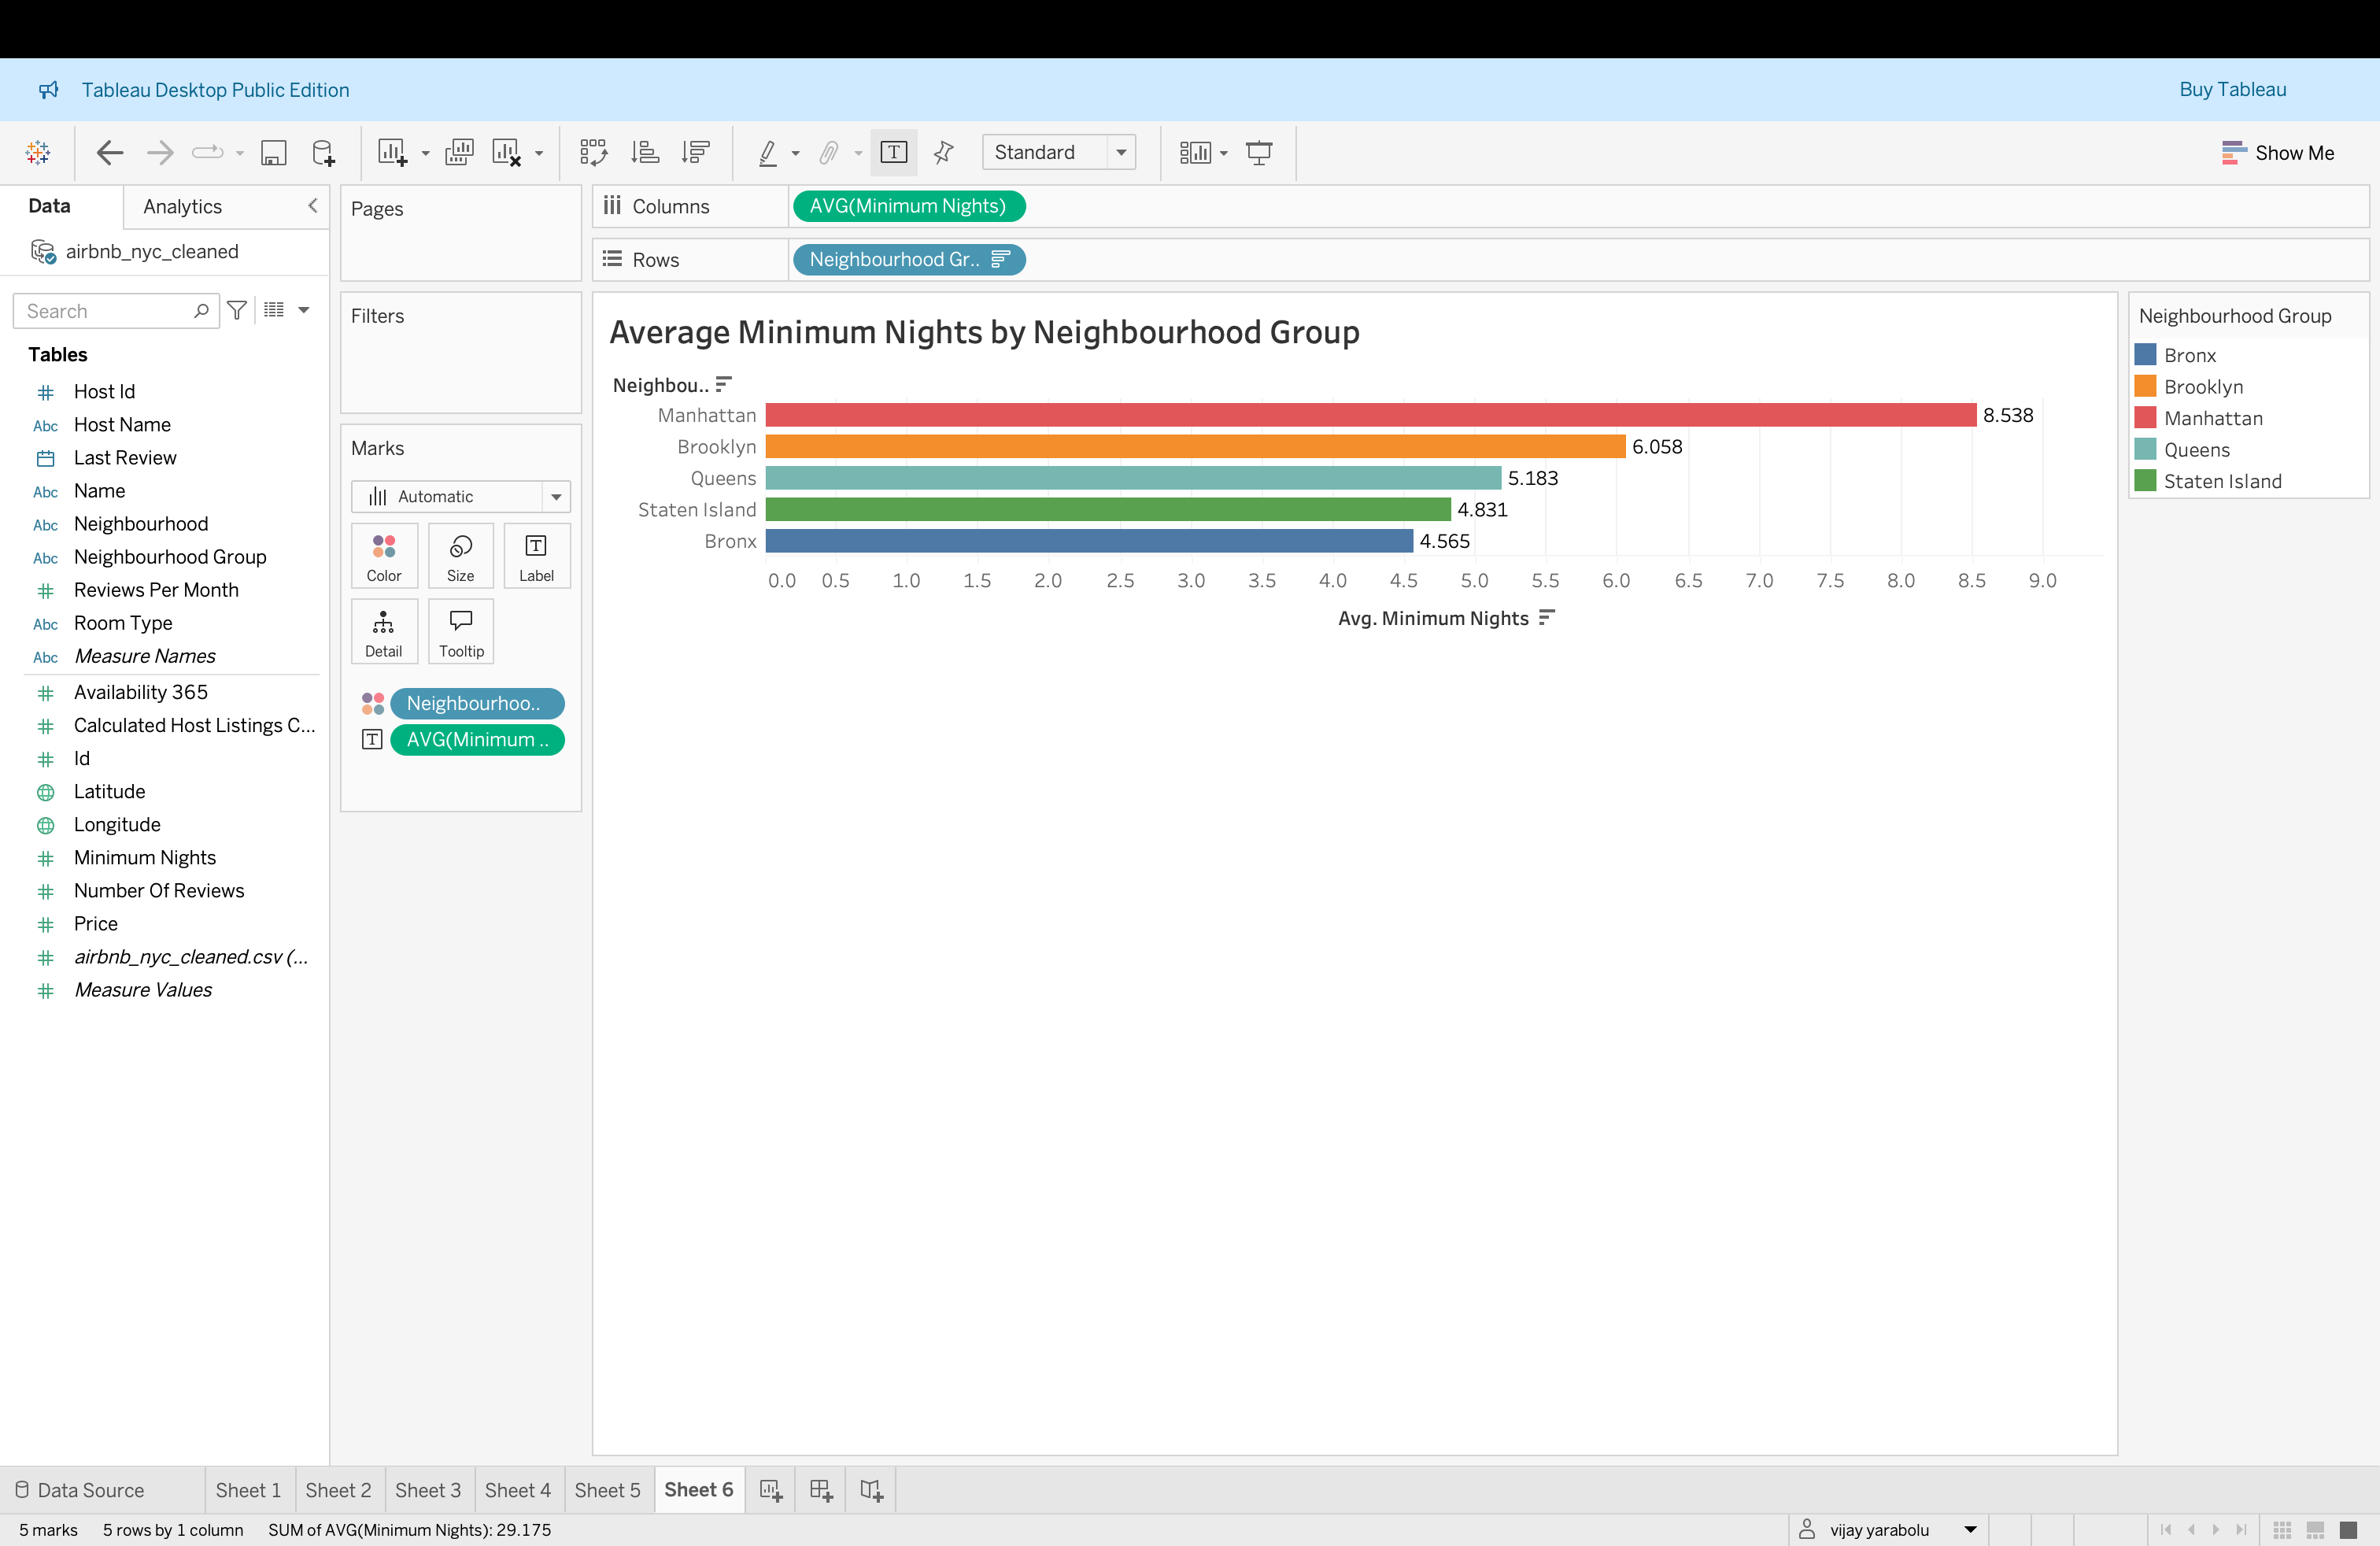 Tableau Desktop Public Edition
Buy Tableau
Standard
Show Me
Data
Analytics
airbnb_nyc_cleaned
Search
Tables
Host Id
Abc Host Name
Last Review
Abc Name
Abc Neighbourhood
Abc Neighbourhood Group
Reviews Per Month
Abc Room Type
Abc Measure Names
Availability 365
Calculated Host Listings C...
Id
Latitude
Longitude
Minimum Nights
Number Of Reviews
Price
airbnb_nyc_cleaned.csv (...
Measure Values
Pages
Filters
Marks
Automatic
Color
Size
T
Label
Detail
Tooltip
Neighbourhoo..
T AVG(Minimum ..
Columns
AVG(Minimum Nights)
Rows
Neighbourhood Gr..
Average Minimum Nights by Neighbourhood Group
Neighbou..
Manhattan 8.538
Brooklyn 6.058
Queens 5.183
Staten Island 4.831
Bronx 4.565
0.0 0.5 1.0 1.5 2.0 2.5 3.0 3.5 4.0 4.5 5.0 5.5 6.0 6.5 7.0 7.5 8.0 8.5 9.0
Avg. Minimum Nights
Neighbourhood Group
Bronx
Brooklyn
Manhattan
Queens
Staten Island
Data Source
Sheet 1
Sheet 2
Sheet 3
Sheet 4
Sheet 5
Sheet 6
5 marks
5 rows by 1 column
SUM of AVG(Minimum Nights): 29.175
vijay yarabolu